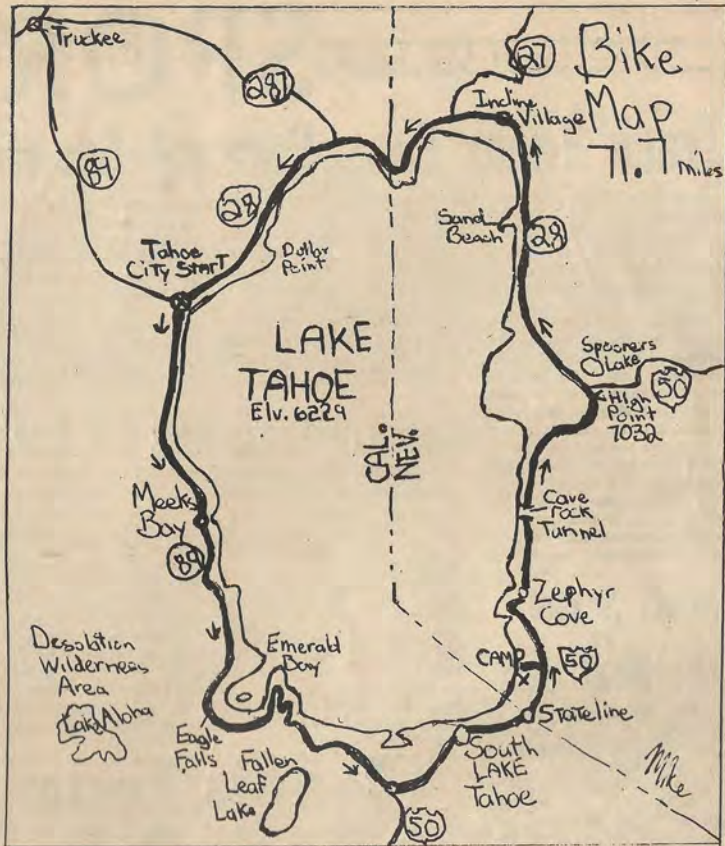 Truckee
287
27
Bike
Map
71.7 miles
Incline
Village
84
28
Sand
Beach
28
Tahoe
City START
Dollar
Point
LAKE
TAHOE
Elv. 6229
CAL.
NEV.
Spooners
Lake
50
High
Point
7032
Meeks
Bay
89
Cave
rock
Tunnel
Zephyr
Cove
Desolation
Wilderness
Area
Lake Aloha
Emerald
Bay
CAMP
X
50
Stateline
Eagle
Falls
Fallen
Leaf
Lake
South
LAKE
Tahoe
50
Mike